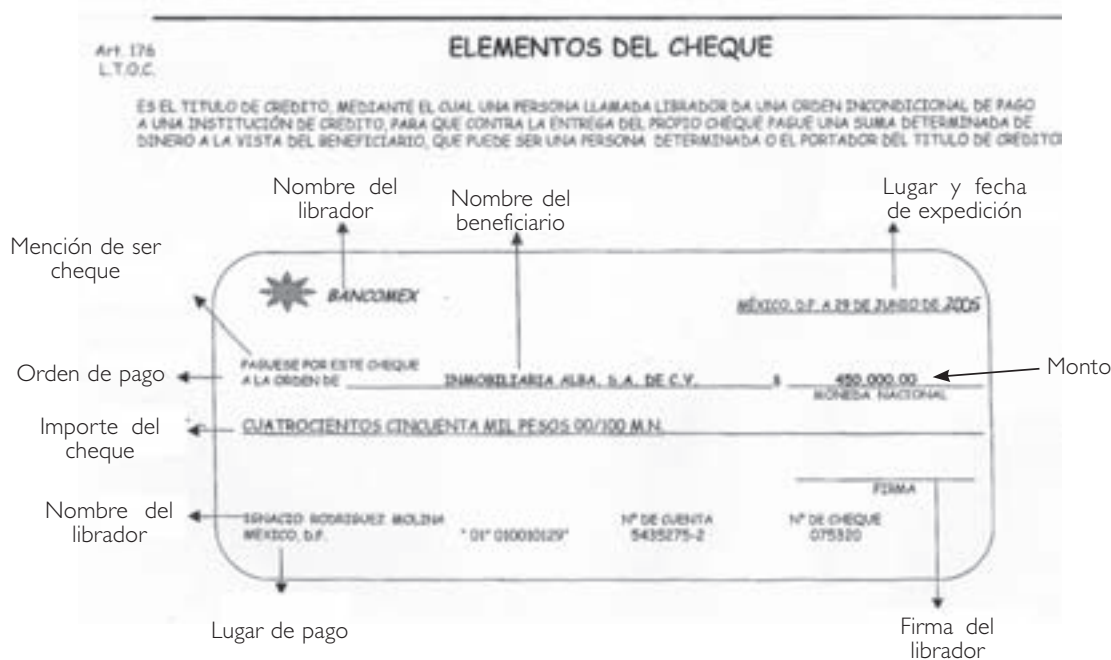 Art. 176
L.T.O.C.
ELEMENTOS DEL CHEQUE
ES EL TITULO DE CREDITO, MEDIANTE EL CUAL UNA PERSONA LLAMADA LIBRADOR DA UNA ORDEN INCONDICIONAL DE PAGO
A UNA INSTITUCIÓN DE CREDITO, PARA QUE CONTRA LA ENTREGA DEL PROPIO CHEQUE PAGUE UNA SUMA DETERMINADA DE
DINERO A LA VISTA DEL BENEFICIARIO, QUE PUEDE SER UNA PERSONA DETERMINADA O EL PORTADOR DEL TITULO DE CREDITO
Nombre del
librador
Nombre del
beneficiario
Lugar y fecha
de expedición
Mención de ser
cheque
BANCOMEX
MÉXICO, D.F. A 29 DE JUNIO DE 2005
Orden de pago
PAGUESE POR ESTE CHEQUE
A LA ORDEN DE INMOBILIARIA ALBA, S.A. DE C.V. $ 450,000.00
MONEDA NACIONAL
Monto
Importe del
cheque
CUATROCIENTOS CINCUENTA MIL PESOS 00/100 M.N.
FIRMA
Nombre del
librador
IGNACIO RODRIGUEZ MOLINA
MÉXICO, D.F.
" 01" 010010129"
Nº DE CUENTA
5435275-2
Nº DE CHEQUE
075320
Lugar de pago
Firma del
librador